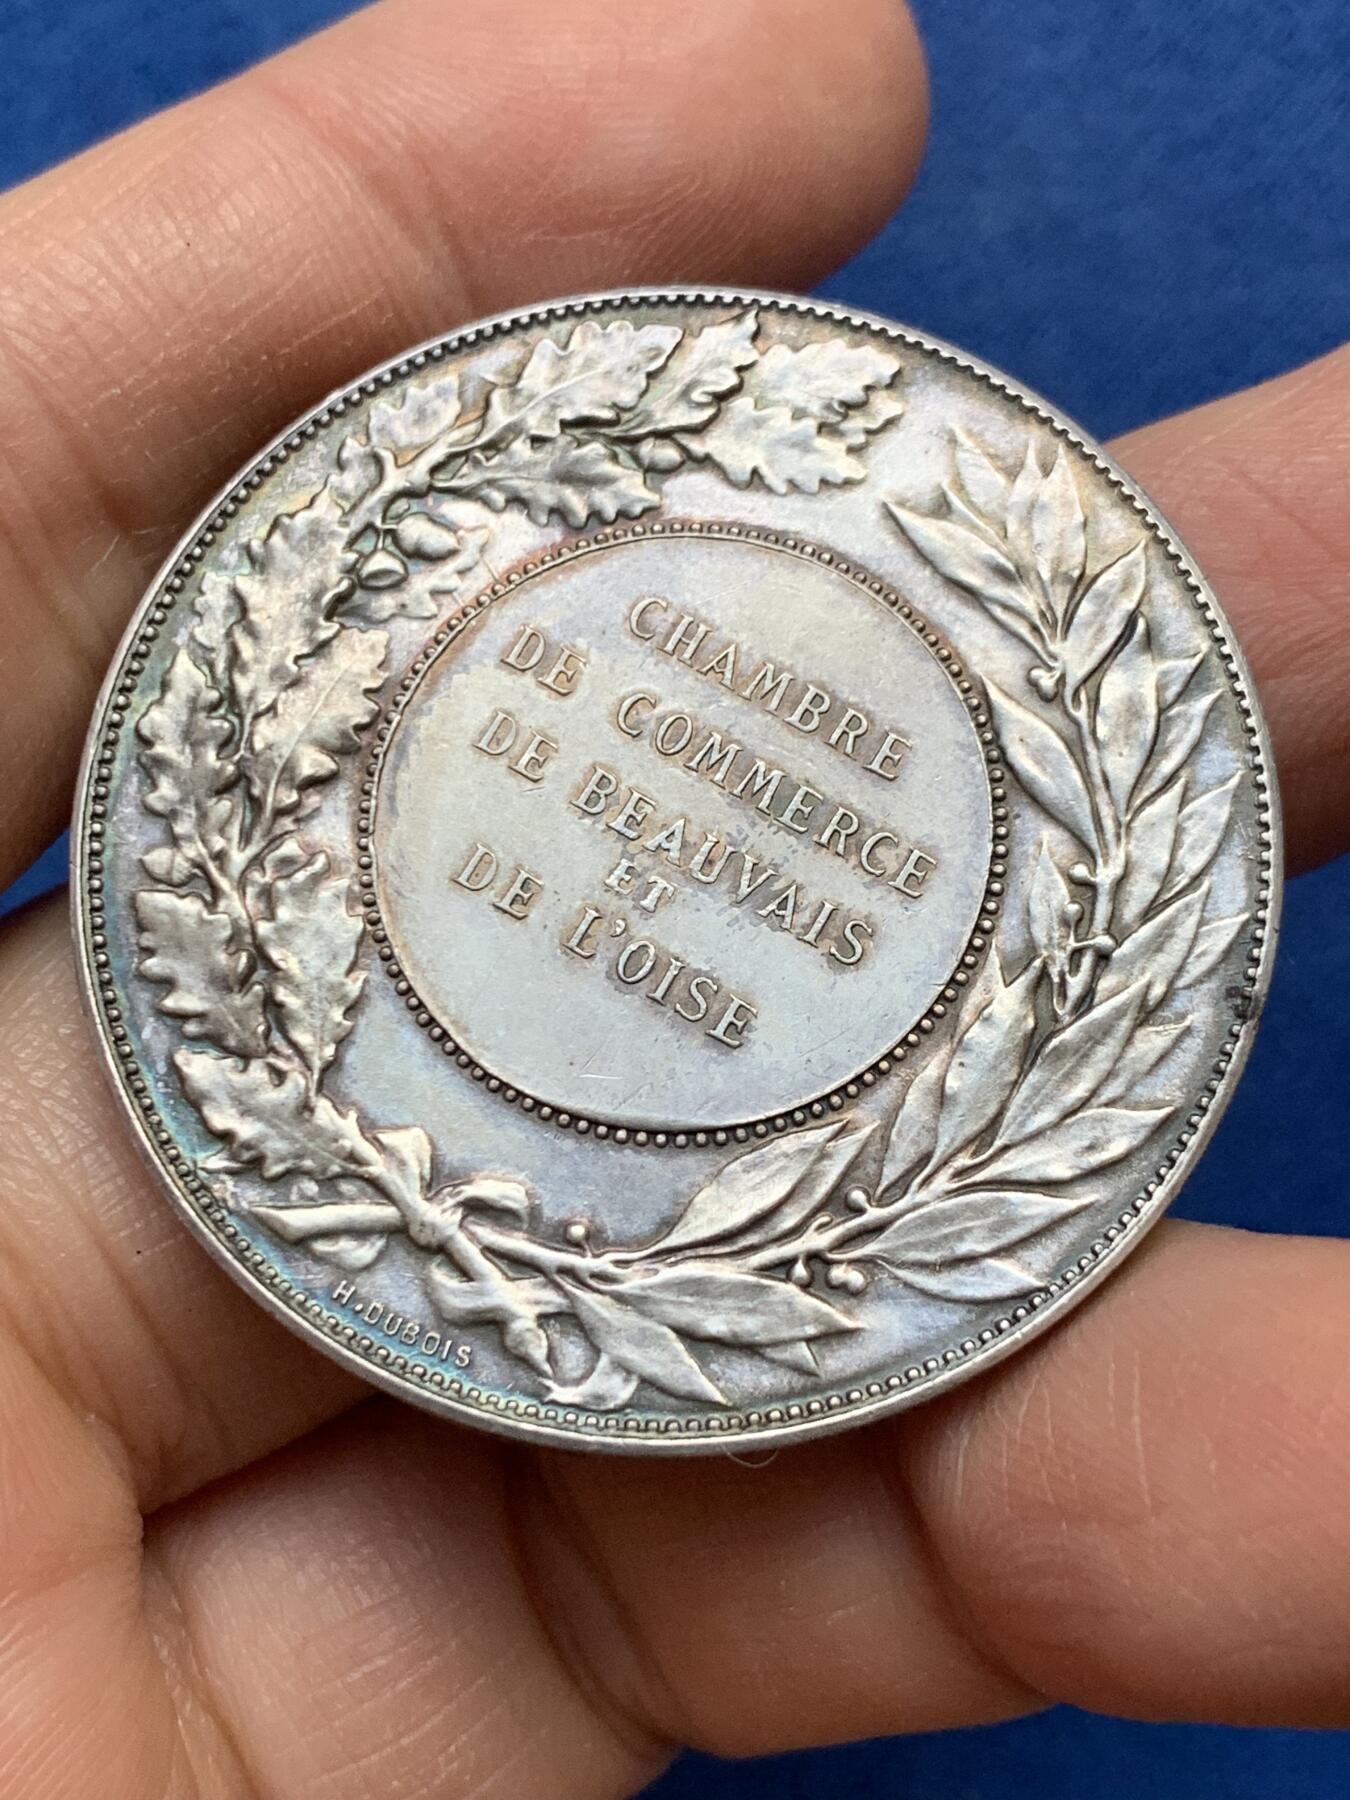 CHAMBRE
DE COMMERCE
DE BEAUVAIS
ET
DE L'OISE
H.DUBOIS